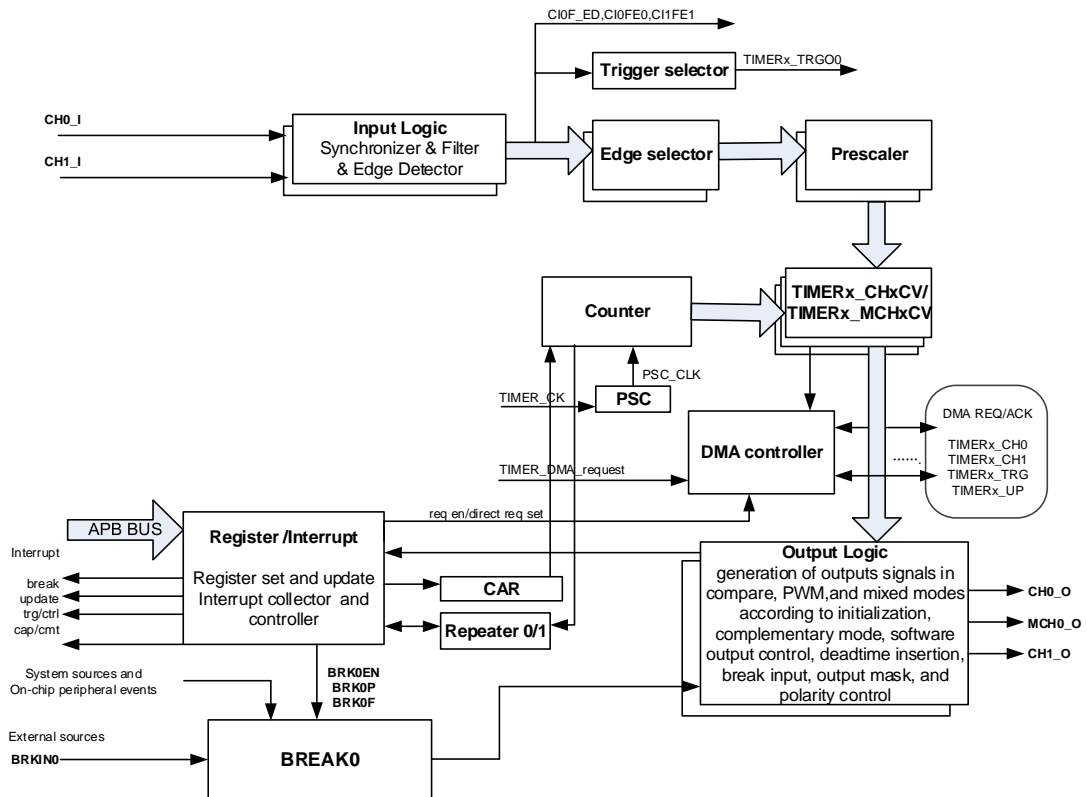 CI0F_ED,CI0FE0,CI1FE1
Trigger selector
TIMERx_TRGO0
CH0_I
CH1_I
Input Logic
Synchronizer & Filter
& Edge Detector
Edge selector
Prescaler
Counter
TIMERx_CHxCV/
TIMERx_MCHxCV
PSC_CLK
TIMER_CK
PSC
DMA controller
TIMER_DMA_request
DMA REQ/ACK
TIMERx_CH0
TIMERx_CH1
TIMERx_TRG
TIMERx_UP
.......
APB BUS
req en/direct req set
Register /Interrupt
Register set and update
Interrupt collector and
controller
Interrupt
break
update
trg/ctrl
cap/cmt
CAR
Repeater 0/1
Output Logic
generation of outputs signals in
compare, PWM,and mixed modes
according to initialization,
complementary mode, software
output control, deadtime insertion,
break input, output mask, and
polarity control
CH0_O
MCH0_O
CH1_O
System sources and
On-chip peripheral events
BRK0EN
BRK0P
BRK0F
External sources
BRKIN0
BREAK0